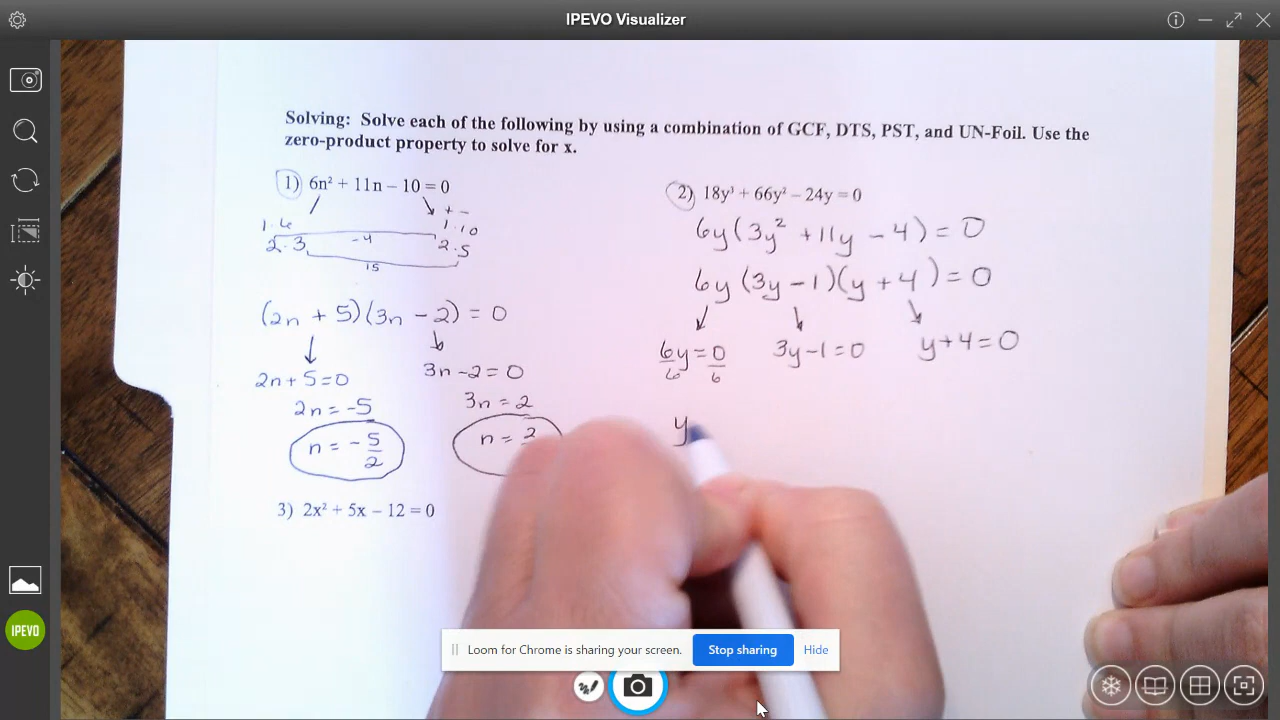 IPEVO Visualizer
Solving: Solve each of the following by using a combination of GCF, DTS, PST, and UN-Foil. Use the
zero-product property to solve for x.
1) 6n² + 11n – 10 = 0
+ -
1·6
1·10
-4
2·3
2·5
15
(2n + 5)(3n - 2) = 0
2n + 5 = 0
3n - 2 = 0
2n = -5
3n = 2
n = - 5/2
n = 2
2) 18y³ + 66y² – 24y = 0
6y(3y² + 11y - 4) = 0
6y(3y - 1)(y + 4) = 0
6y = 0
6 6
3y - 1 = 0
y + 4 = 0
y
3) 2x² + 5x – 12 = 0
Loom for Chrome is sharing your screen.
Stop sharing
Hide
IPEVO